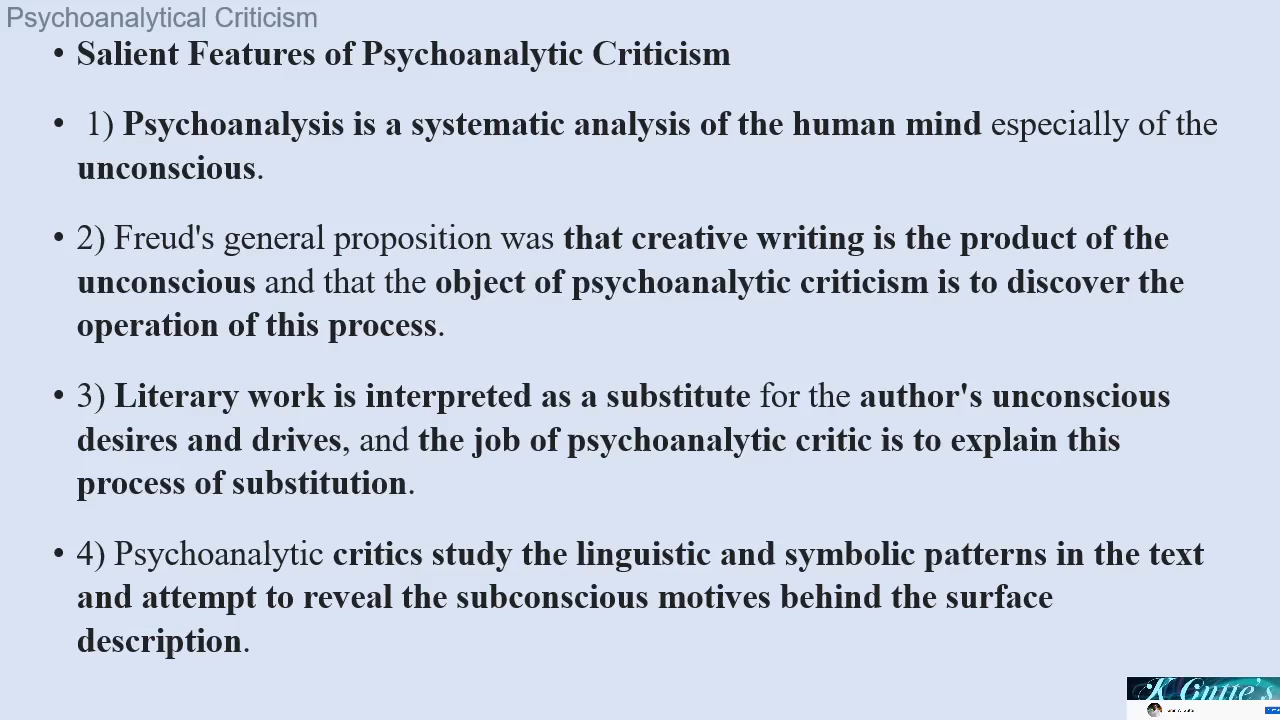 Psychoanalytical Criticism
• Salient Features of Psychoanalytic Criticism
• 1) Psychoanalysis is a systematic analysis of the human mind especially of the
unconscious.
• 2) Freud's general proposition was that creative writing is the product of the
unconscious and that the object of psychoanalytic criticism is to discover the
operation of this process.
• 3) Literary work is interpreted as a substitute for the author's unconscious
desires and drives, and the job of psychoanalytic critic is to explain this
process of substitution.
• 4) Psychoanalytic critics study the linguistic and symbolic patterns in the text
and attempt to reveal the subconscious motives behind the surface
description.